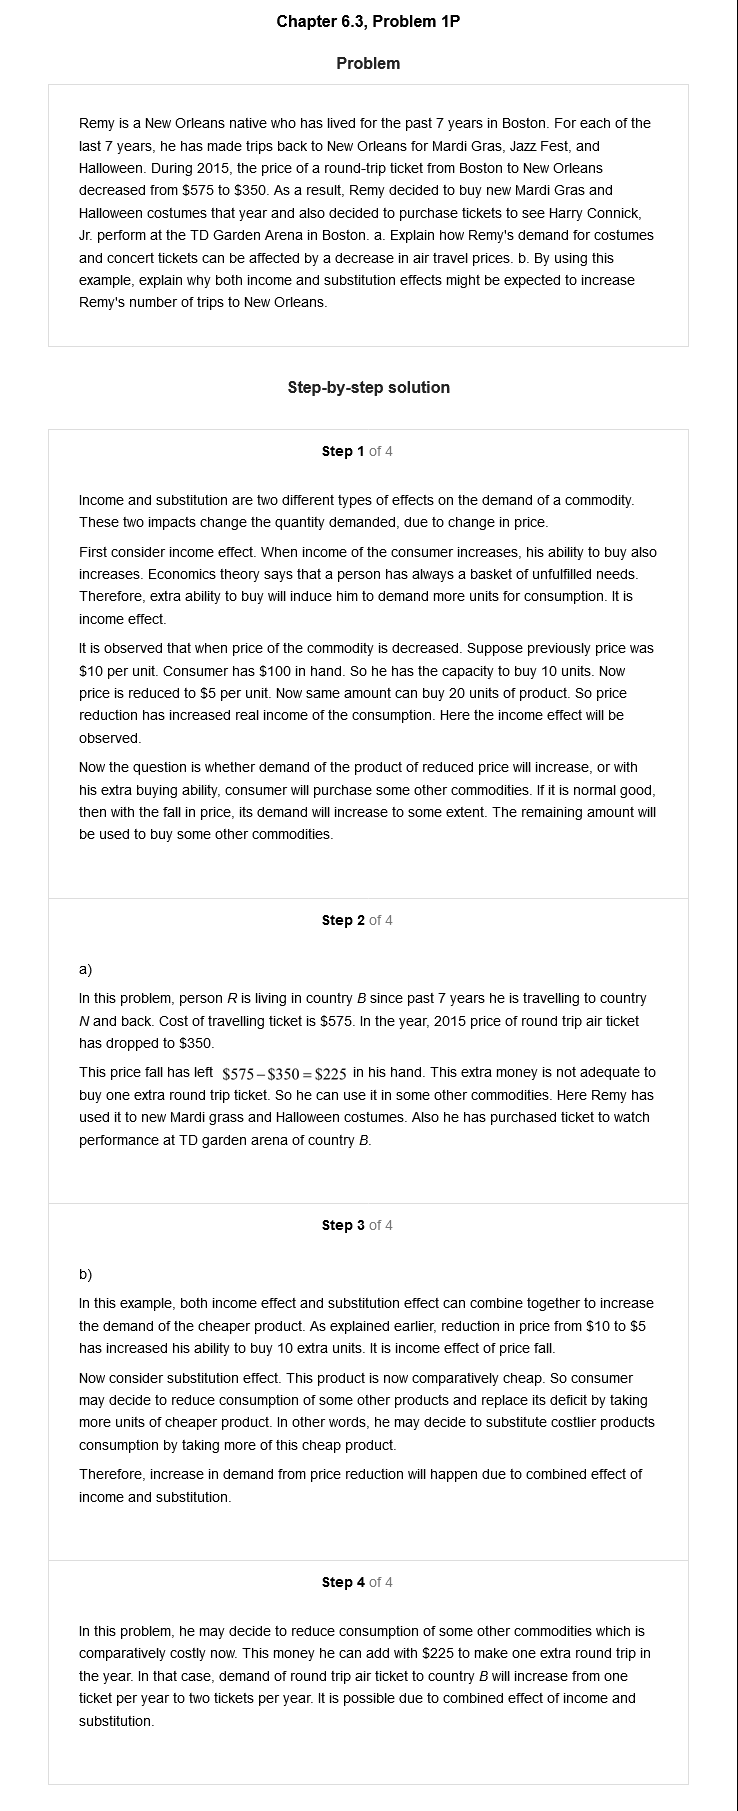 Chapter 6.3, Problem 1P
Problem
Remy is a New Orleans native who has lived for the past 7 years in Boston. For each of the
last 7 years, he has made trips back to New Orleans for Mardi Gras, Jazz Fest, and
Halloween. During 2015, the price of a round-trip ticket from Boston to New Orleans
decreased from $575 to $350. As a result, Remy decided to buy new Mardi Gras and
Halloween costumes that year and also decided to purchase tickets to see Harry Connick,
Jr. perform at the TD Garden Arena in Boston. a. Explain how Remy's demand for costumes
and concert tickets can be affected by a decrease in air travel prices. b. By using this
example, explain why both income and substitution effects might be expected to increase
Remy's number of trips to New Orleans.
Step-by-step solution
Step 1 of 4
Income and substitution are two different types of effects on the demand of a commodity.
These two impacts change the quantity demanded, due to change in price.
First consider income effect. When income of the consumer increases, his ability to buy also
increases. Economics theory says that a person has always a basket of unfulfilled needs.
Therefore, extra ability to buy will induce him to demand more units for consumption. It is
income effect.
It is observed that when price of the commodity is decreased. Suppose previously price was
$10 per unit. Consumer has $100 in hand. So he has the capacity to buy 10 units. Now
price is reduced to $5 per unit. Now same amount can buy 20 units of product. So price
reduction has increased real income of the consumption. Here the income effect will be
observed.
Now the question is whether demand of the product of reduced price will increase, or with
his extra buying ability, consumer will purchase some other commodities. If it is normal good,
then with the fall in price, its demand will increase to some extent. The remaining amount will
be used to buy some other commodities.
Step 2 of 4
a)
In this problem, person R is living in country B since past 7 years he is travelling to country
N and back. Cost of travelling ticket is $575. In the year, 2015 price of round trip air ticket
has dropped to $350.
This price fall has left $575 – $350 = $225 in his hand. This extra money is not adequate to
buy one extra round trip ticket. So he can use it in some other commodities. Here Remy has
used it to new Mardi grass and Halloween costumes. Also he has purchased ticket to watch
performance at TD garden arena of country B.
Step 3 of 4
b)
In this example, both income effect and substitution effect can combine together to increase
the demand of the cheaper product. As explained earlier, reduction in price from $10 to $5
has increased his ability to buy 10 extra units. It is income effect of price fall.
Now consider substitution effect. This product is now comparatively cheap. So consumer
may decide to reduce consumption of some other products and replace its deficit by taking
more units of cheaper product. In other words, he may decide to substitute costlier products
consumption by taking more of this cheap product.
Therefore, increase in demand from price reduction will happen due to combined effect of
income and substitution.
Step 4 of 4
In this problem, he may decide to reduce consumption of some other commodities which is
comparatively costly now. This money he can add with $225 to make one extra round trip in
the year. In that case, demand of round trip air ticket to country B will increase from one
ticket per year to two tickets per year. It is possible due to combined effect of income and
substitution.